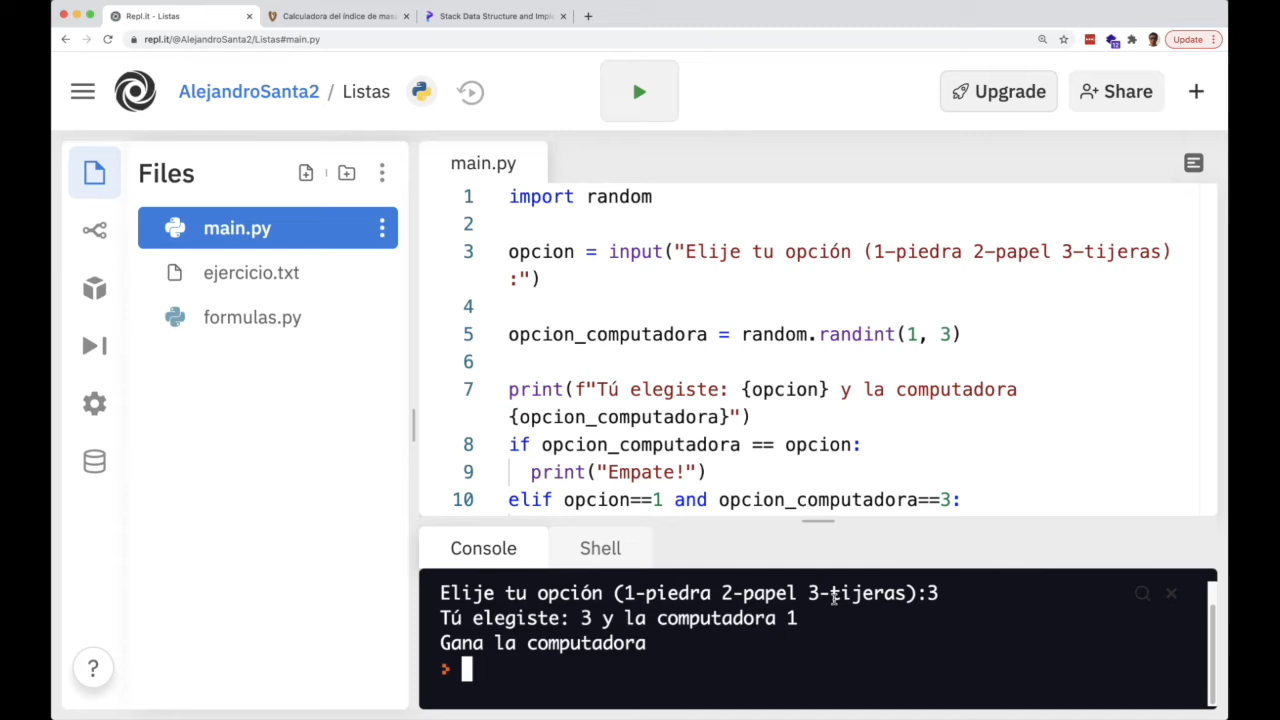 Repl.it - Listas
Calculadora del índice de mas
Stack Data Structure and Imple
repl.it/@AlejandroSanta2/Listas#main.py
12
Update
AlejandroSanta2 / Listas
Upgrade
Share
Files
main.py
ejercicio.txt
formulas.py
main.py
1 import random
2
3 opcion = input("Elije tu opción (1-piedra 2-papel 3-tijeras)
:")
4
5 opcion_computadora = random.randint(1, 3)
6
7 print(f"Tú elegiste: {opcion} y la computadora
{opcion_computadora}")
8 if opcion_computadora == opcion:
9 print("Empate!")
10 elif opcion==1 and opcion_computadora==3:
Console
Shell
Elije tu opción (1-piedra 2-papel 3-tijeras):3
Tú elegiste: 3 y la computadora 1
Gana la computadora
>
?